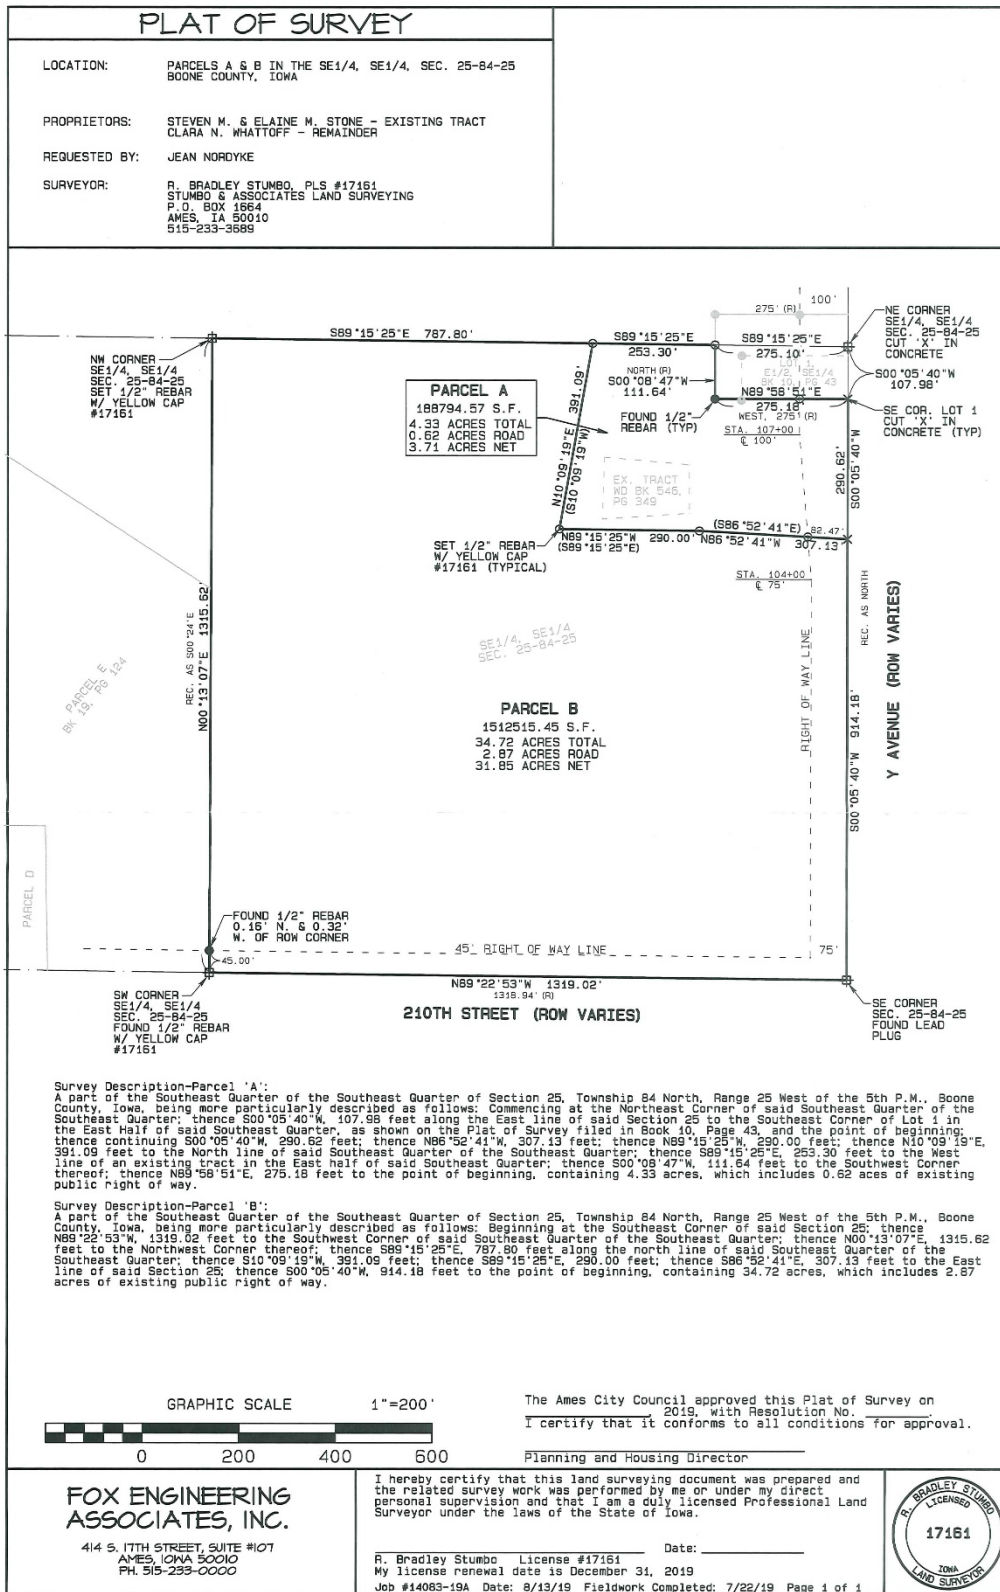 PLAT OF SURVEY
LOCATION: PARCELS A & B IN THE SE1/4, SE1/4, SEC. 25-84-25
BOONE COUNTY, IOWA
PROPRIETORS: STEVEN M. & ELAINE M. STONE - EXISTING TRACT
CLARA N. WHATTOFF - REMAINDER
REQUESTED BY: JEAN NORDYKE
SURVEYOR: R. BRADLEY STUMBO, PLS #17161
STUMBO & ASSOCIATES LAND SURVEYING
P.O. BOX 1664
AMES, IA 50010
515-233-3689
NW CORNER
SE1/4, SE1/4
SEC. 25-84-25
SET 1/2" REBAR
W/ YELLOW CAP
#17161
S89°15'25"E 787.80'
S89°15'25"E
253.30'
275' (R)
100'
S89°15'25"E
275.10'
NE CORNER
SE1/4, SE1/4
SEC. 25-84-25
CUT 'X' IN
CONCRETE
S00°05'40"W
107.98'
LOT 1
E1/2, SE1/4
BK 10, PG 43
NORTH (R)
S00°08'47"W
111.64'
N89°58'51"E
275.18'
WEST, 275' (R)
STA. 107+00
℄ 100'
FOUND 1/2"
REBAR (TYP)
SE COR. LOT 1
CUT 'X' IN
CONCRETE (TYP)
PARCEL A
188794.57 S.F.
4.33 ACRES TOTAL
0.62 ACRES ROAD
3.71 ACRES NET
N10°09'19"E 391.09'
(S10°09'19"W)
EX. TRACT
WD BK 546,
PG 349
290.62'
S00°05'40"W
SET 1/2" REBAR
W/ YELLOW CAP
#17161 (TYPICAL)
N89°15'25"W 290.00'
(S89°15'25"E)
(S86°52'41"E)
N86°52'41"W 307.13'
82.47'
STA. 104+00
℄ 75'
REC. AS NORTH
Y AVENUE (ROW VARIES)
RIGHT OF WAY LINE
S00°05'40"W 914.18'
REC. AS S00°24'E
N00°13'07"E 1315.62'
PARCEL E
BK 19, PG 124
SE1/4, SE1/4
SEC. 25-84-25
PARCEL B
1512515.45 S.F.
34.72 ACRES TOTAL
2.87 ACRES ROAD
31.85 ACRES NET
PARCEL D
FOUND 1/2" REBAR
0.16' N. & 0.32'
W. OF ROW CORNER
45.00'
45' RIGHT OF WAY LINE
75'
N89°22'53"W 1319.02'
1318.94' (R)
210TH STREET (ROW VARIES)
SW CORNER
SE1/4, SE1/4
SEC. 25-84-25
FOUND 1/2" REBAR
W/ YELLOW CAP
#17161
SE CORNER
SEC. 25-84-25
FOUND LEAD
PLUG
Survey Description-Parcel 'A':
A part of the Southeast Quarter of the Southeast Quarter of Section 25, Township 84 North, Range 25 West of the 5th P.M., Boone
County, Iowa, being more particularly described as follows: Commencing at the Northeast Corner of said Southeast Quarter of the
Southeast Quarter; thence S00°05'40"W, 107.98 feet along the East line of said Section 25 to the Southeast Corner of Lot 1 in
the East Half of said Southeast Quarter, as shown on the Plat of Survey filed in Book 10, Page 43, and the point of beginning;
thence continuing S00°05'40"W, 290.62 feet; thence N86°52'41"W, 307.13 feet; thence N89°15'25"W, 290.00 feet; thence N10°09'19"E,
391.09 feet to the North line of said Southeast Quarter of the Southeast Quarter; thence S89°15'25"E, 253.30 feet to the West
line of an existing tract in the East half of said Southeast Quarter; thence S00°08'47"W, 111.64 feet to the Southwest Corner
thereof; thence N89°58'51"E, 275.18 feet to the point of beginning, containing 4.33 acres, which includes 0.62 aces of existing
public right of way.
Survey Description-Parcel 'B':
A part of the Southeast Quarter of the Southeast Quarter of Section 25, Township 84 North, Range 25 West of the 5th P.M., Boone
County, Iowa, being more particularly described as follows: Beginning at the Southeast Corner of said Section 25; thence
N89°22'53"W, 1319.02 feet to the Southwest Corner of said Southeast Quarter of the Southeast Quarter; thence N00°13'07"E, 1315.62
feet to the Northwest Corner thereof; thence S89°15'25"E, 787.80 feet along the north line of said Southeast Quarter of the
Southeast Quarter; thence S10°09'19"W, 391.09 feet; thence S89°15'25"E, 290.00 feet; thence S86°52'41"E, 307.13 feet to the East
line of said Section 25; thence S00°05'40"W, 914.18 feet to the point of beginning, containing 34.72 acres, which includes 2.87
acres of existing public right of way.
GRAPHIC SCALE 1"=200'
0 200 400 600
The Ames City Council approved this Plat of Survey on
____________, 2019, with Resolution No. ________.
I certify that it conforms to all conditions for approval.
Planning and Housing Director
FOX ENGINEERING
ASSOCIATES, INC.
414 S. 17TH STREET, SUITE #107
AMES, IOWA 50010
PH. 515-233-0000
I hereby certify that this land surveying document was prepared and
the related survey work was performed by me or under my direct
personal supervision and that I am a duly licensed Professional Land
Surveyor under the laws of the State of Iowa.
Date: ____________
R. Bradley Stumbo License #17161
My license renewal date is December 31, 2019
Job #14083-19A Date: 8/13/19 Fieldwork Completed: 7/22/19 Page 1 of 1
R. BRADLEY STUMBO
LICENSED
17161
IOWA
LAND SURVEYOR